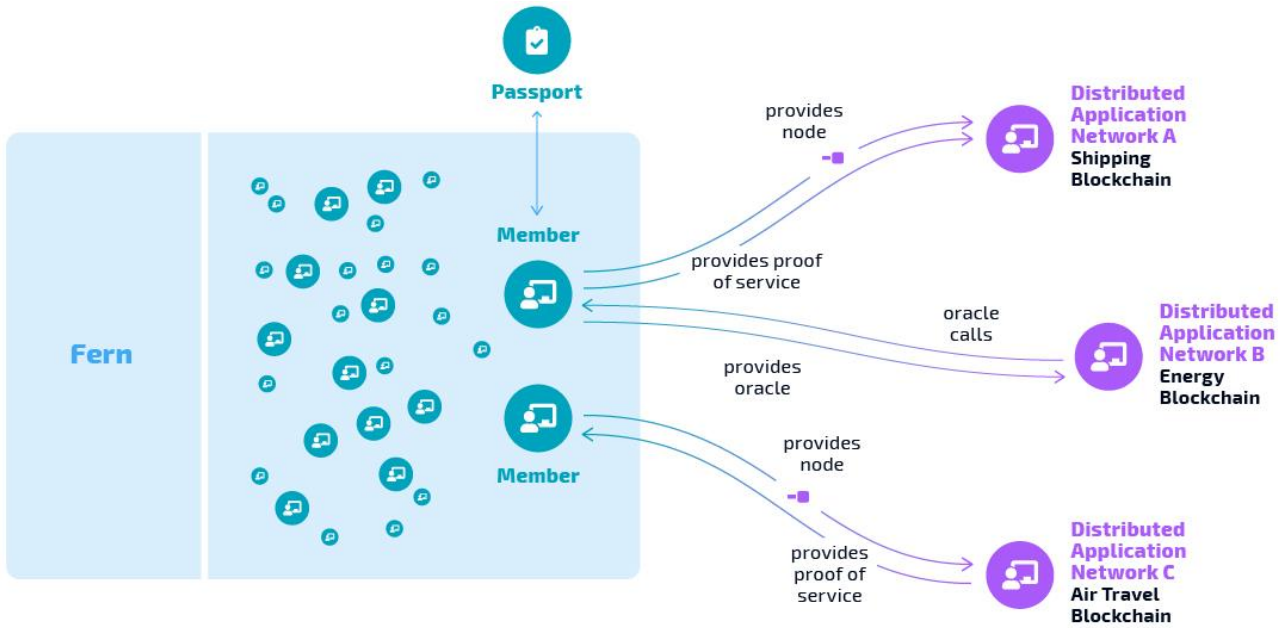 Passport
provides
node
Distributed
Application
Network A
Shipping
Blockchain
Member
provides proof
of service
Fern
oracle
calls
provides
oracle
Distributed
Application
Network B
Energy
Blockchain
Member
provides
node
provides
proof of
service
Distributed
Application
Network C
Air Travel
Blockchain